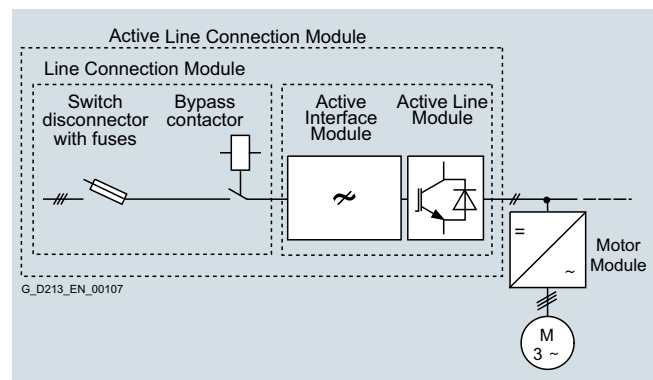 Active Line Connection Module
Line Connection Module
Switch
disconnector
with fuses
Bypass
contactor
Active
Interface
Module
Active Line
Module
=
~
Motor
Module
M
3 ~
G_D213_EN_00107